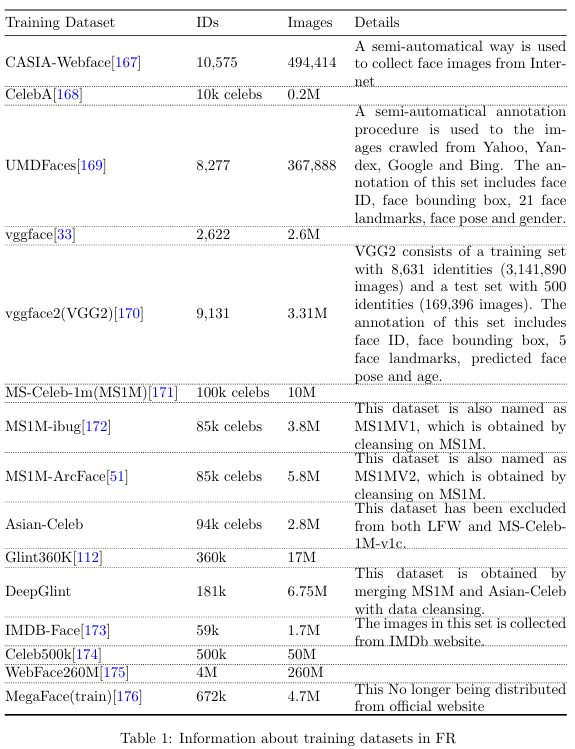 Training Dataset IDs Images Details
A semi-automatical way is used
CASIA-Webface[167] 10,575 494,414 to collect face images from Inter-
net
CelebA[168] 10k celebs 0.2M
A semi-automatical annotation
procedure is used to the im-
ages crawled from Yahoo, Yan-
UMDFaces[169] 8,277 367,888 dex, Google and Bing. The an-
notation of this set includes face
ID, face bounding box, 21 face
landmarks, face pose and gender.
vggface[33] 2,622 2.6M
VGG2 consists of a training set
with 8,631 identities (3,141,890
images) and a test set with 500
vggface2(VGG2)[170] 9,131 3.31M identities (169,396 images). The
annotation of this set includes
face ID, face bounding box, 5
face landmarks, predicted face
pose and age.
MS-Celeb-1m(MS1M)[171] 100k celebs 10M
This dataset is also named as
MS1M-ibug[172] 85k celebs 3.8M MS1MV1, which is obtained by
cleansing on MS1M.
This dataset is also named as
MS1M-ArcFace[51] 85k celebs 5.8M MS1MV2, which is obtained by
cleansing on MS1M.
This dataset has been excluded
Asian-Celeb 94k celebs 2.8M from both LFW and MS-Celeb-
1M-v1c.
Glint360K[112] 360k 17M
This dataset is obtained by
DeepGlint 181k 6.75M merging MS1M and Asian-Celeb
with data cleansing.
The images in this set is collected
IMDB-Face[173] 59k 1.7M
from IMDb website.
Celeb500k[174] 500k 50M
WebFace260M[175] 4M 260M
This No longer being distributed
MegaFace(train)[176] 672k 4.7M
from official website
Table 1: Information about training datasets in FR